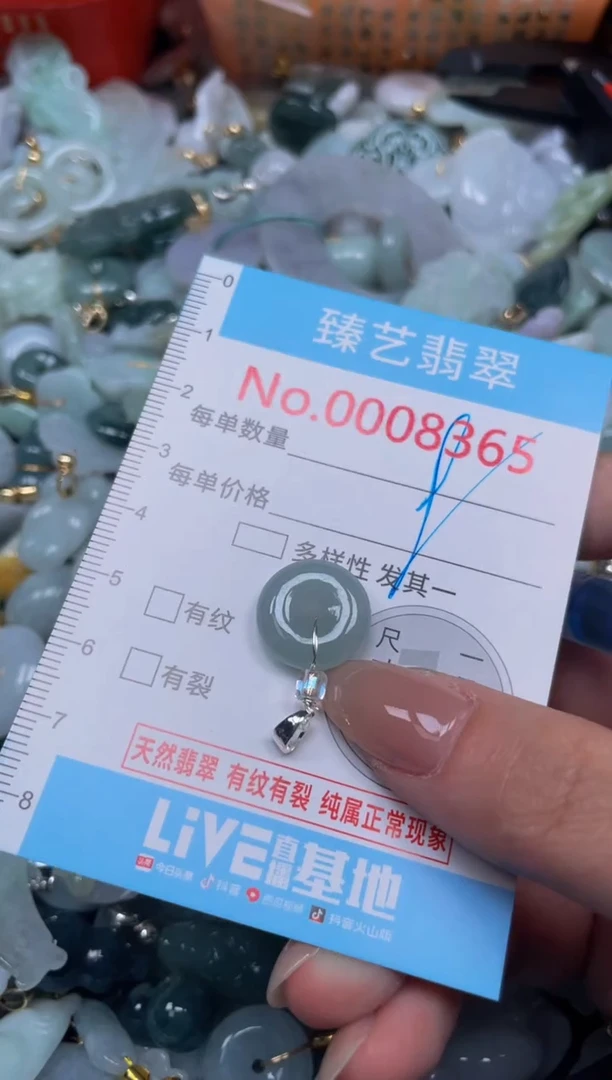 0
臻艺翡翠
1
No.0008365
2
每单数量
3
每单价格
4
多样性 发其一
5
有纹
尺 一
6
有裂
7
天然翡翠 有纹有裂 纯属正常现象
8
LiVE直播基地
今日头条 抖音 西瓜视频 抖音火山版